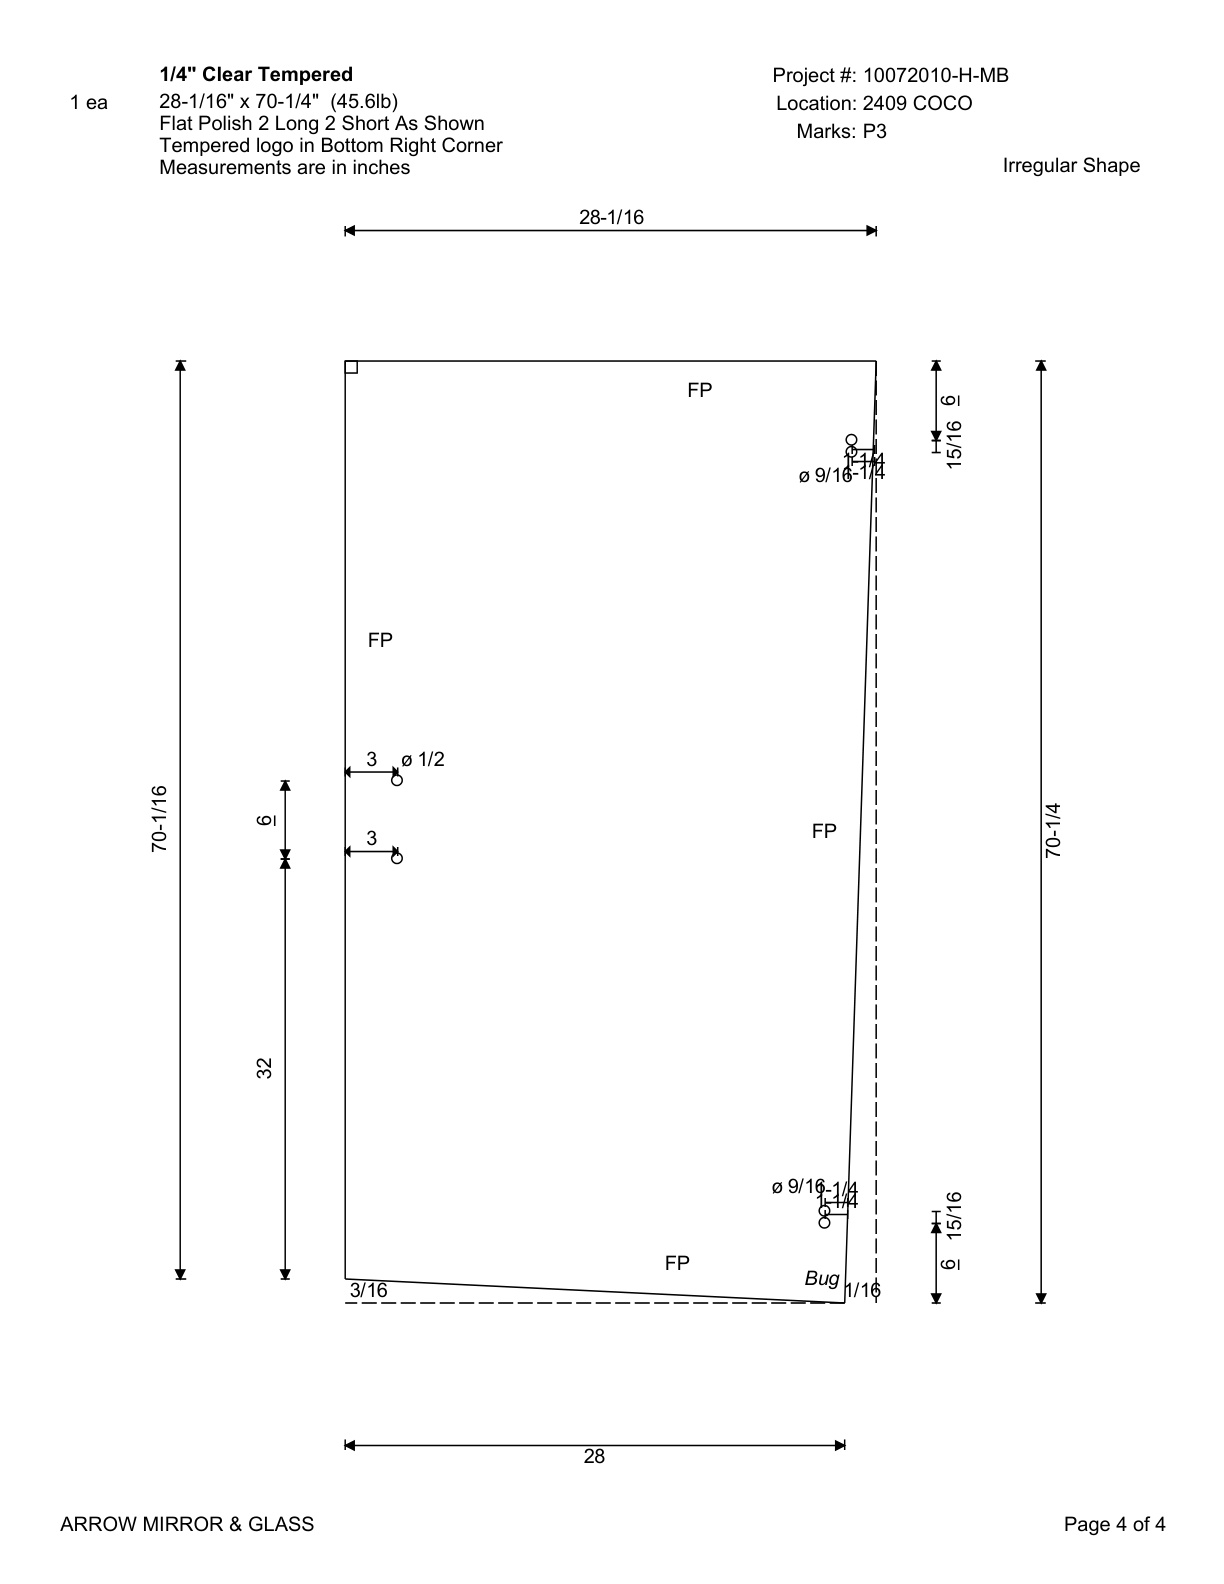 1/4" Clear Tempered
Project #: 10072010-H-MB
1 ea
28-1/16" x 70-1/4" (45.6lb)
Location: 2409 COCO
Flat Polish 2 Long 2 Short As Shown
Marks: P3
Tempered logo in Bottom Right Corner
Measurements are in inches
Irregular Shape
28-1/16
FP
6
15/16
1-1/4
ø 9/16
1-1/4
FP
3
ø 1/2
70-1/16
6
FP
70-1/4
3
32
ø 9/16
1-1/4
1-1/4
15/16
FP
6
Bug
3/16
1/16
28
ARROW MIRROR & GLASS
Page 4 of 4